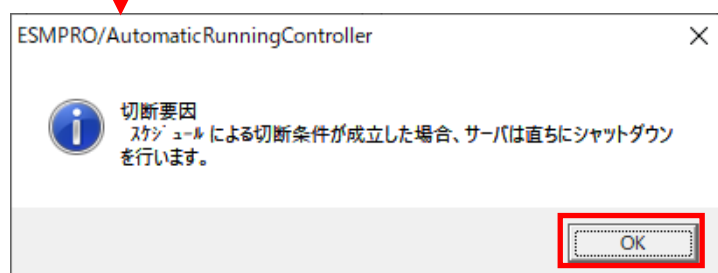 ESMPRO/AutomaticRunningController
切断要因
ｽｹｼﾞｭｰﾙ による切断条件が成立した場合、サーバは直ちにシャットダウン
を行います。
OK